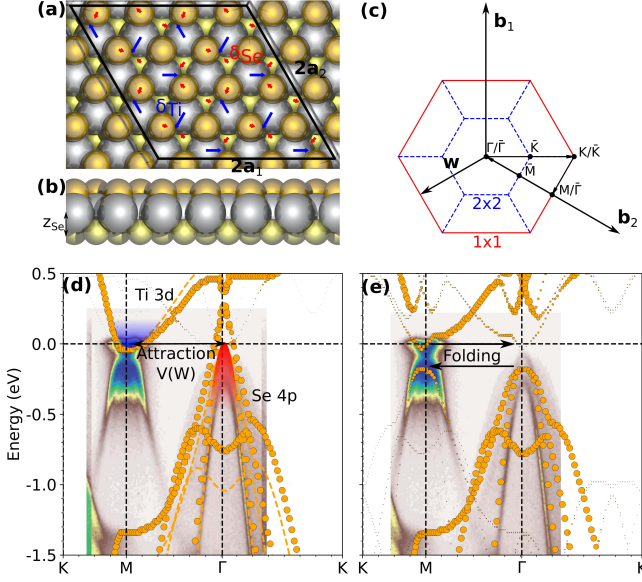 (a)
δSe
2a2
δTi
2a1
(b)
zSe
(c)
b1
Γ/Γ̄
K̄
K/K̄
w
M̄
M/Γ̄
2x2
1x1
b2
(d)
Ti 3d
Attraction
V(W)
Se 4p
(e)
Folding
Energy (eV)
0.5
0.0
-0.5
-1.0
-1.5
K M Γ K
K M Γ K